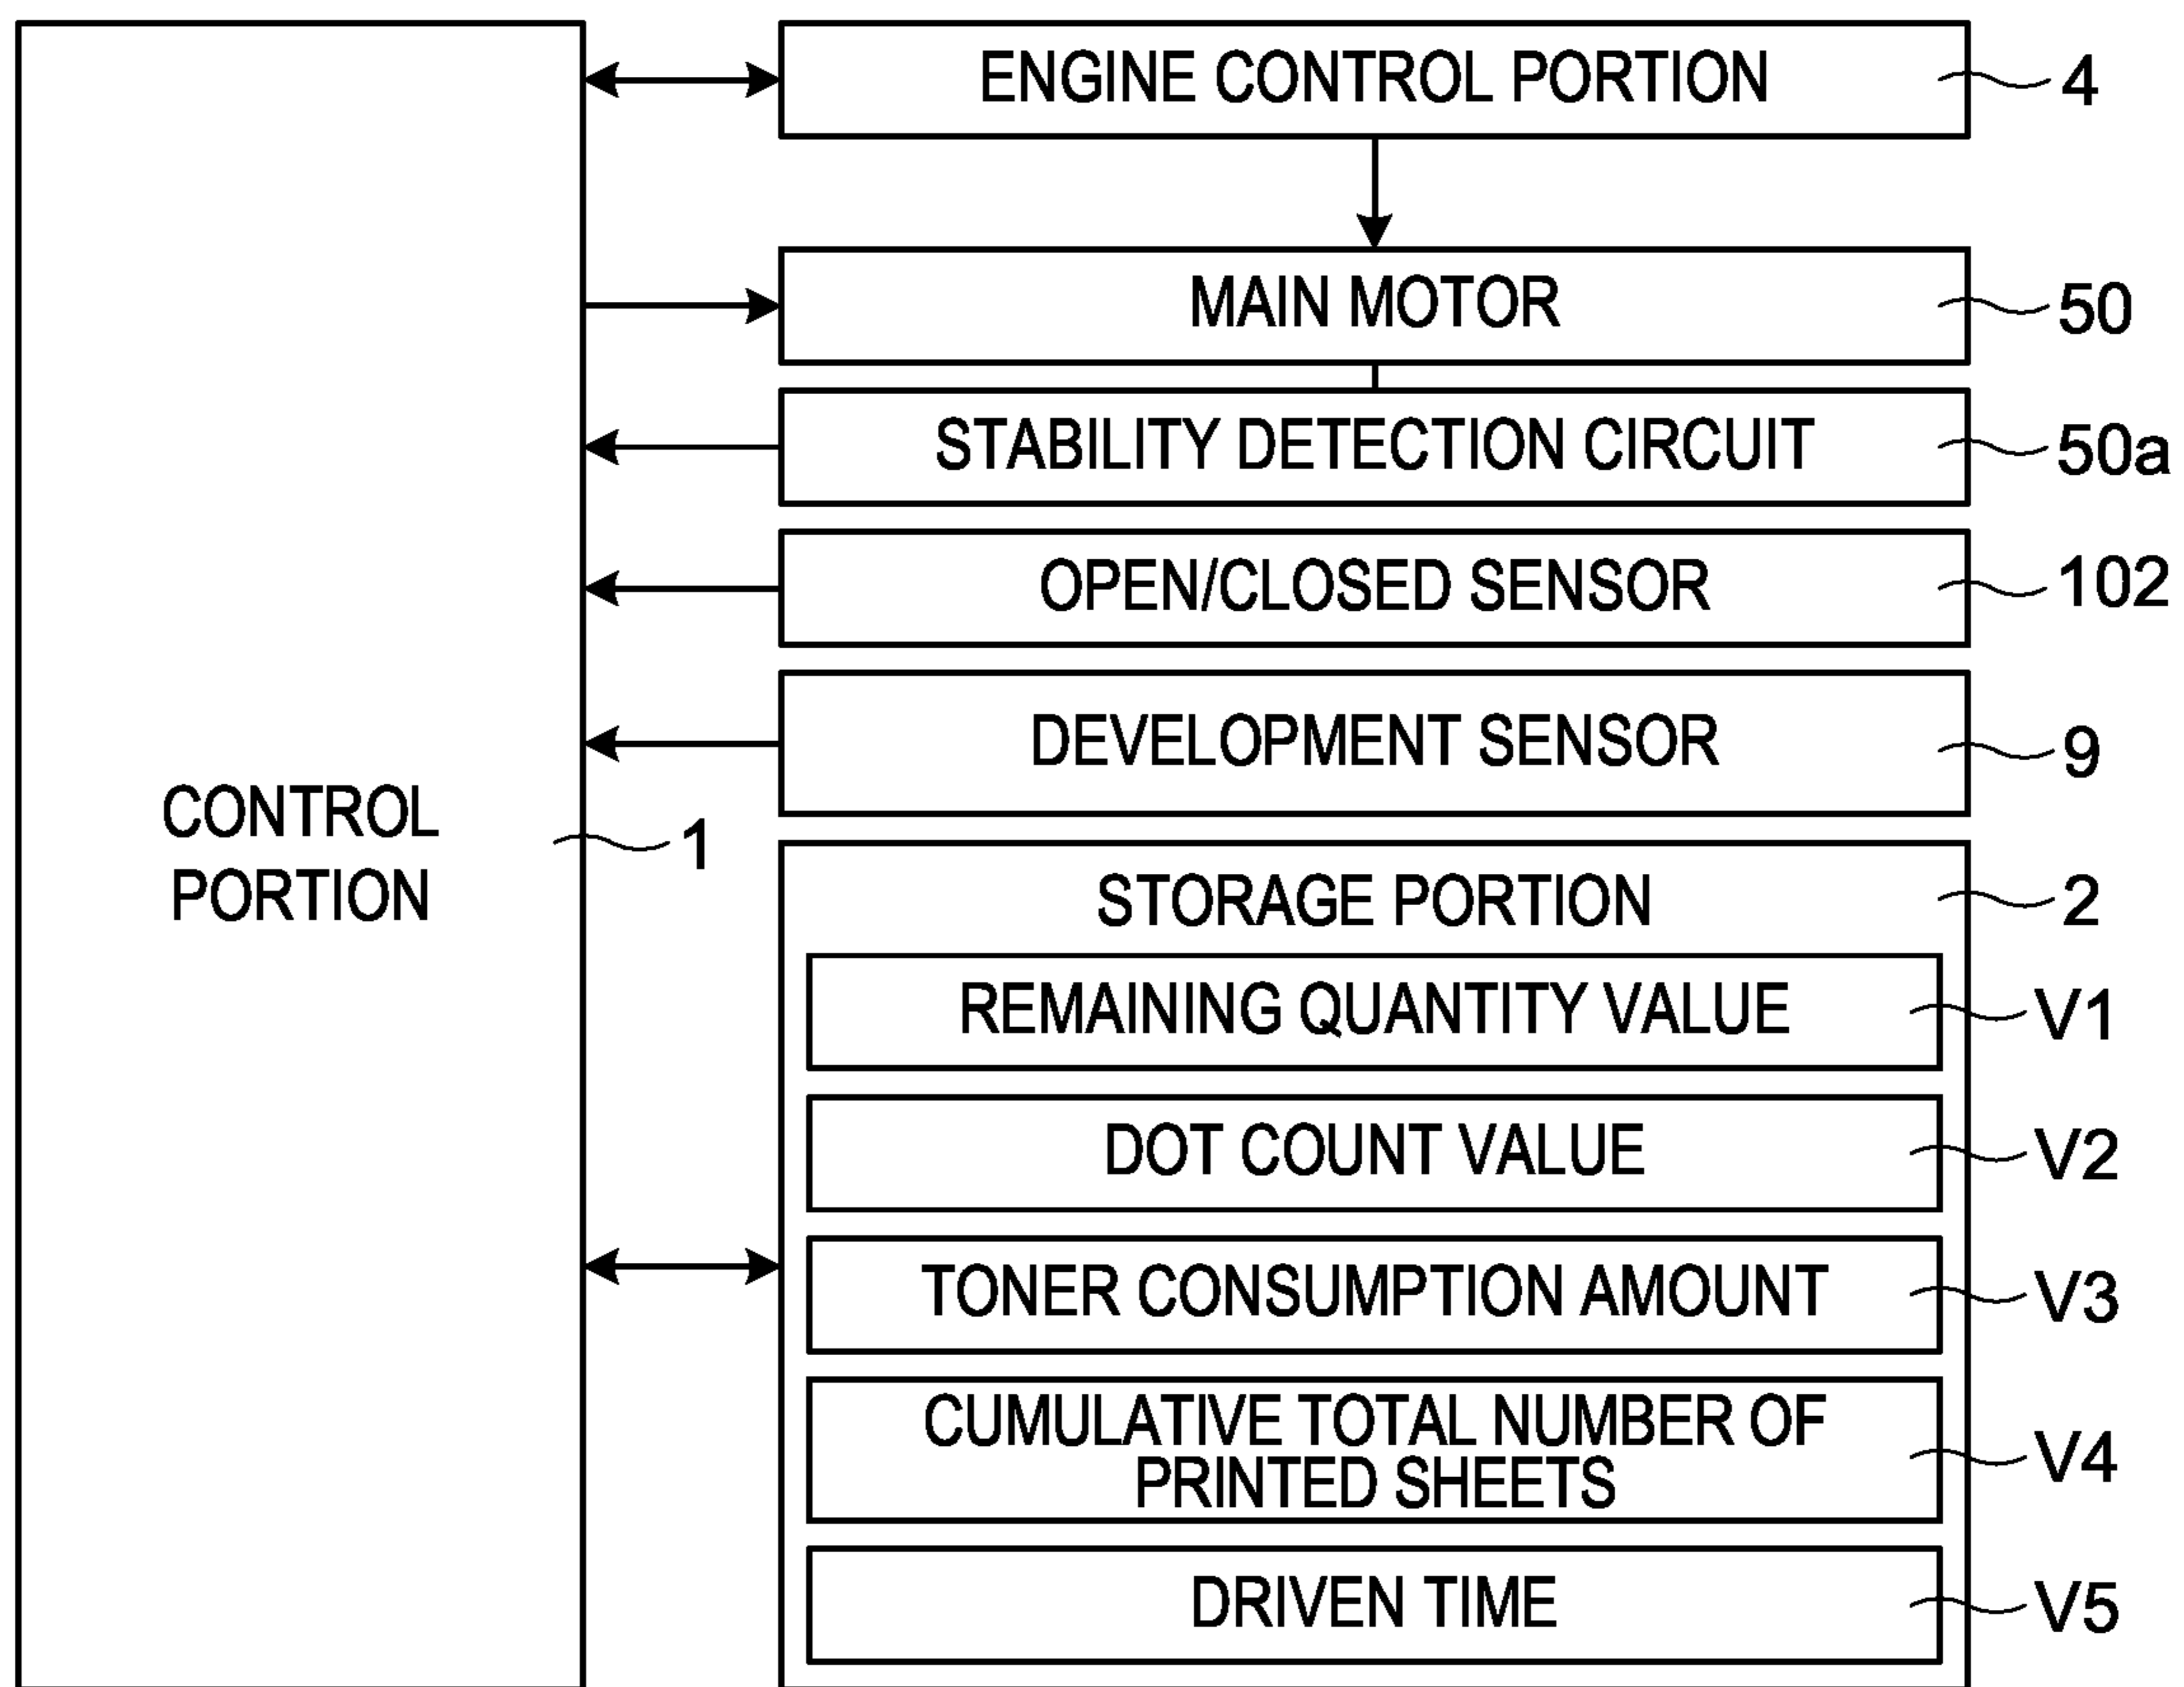 ENGINE CONTROL PORTION 4
MAIN MOTOR 50
STABILITY DETECTION CIRCUIT 50a
OPEN/CLOSED SENSOR 102
DEVELOPMENT SENSOR 9
CONTROL
PORTION
1
STORAGE PORTION 2
REMAINING QUANTITY VALUE V1
DOT COUNT VALUE V2
TONER CONSUMPTION AMOUNT V3
CUMULATIVE TOTAL NUMBER OF
PRINTED SHEETS
V4
DRIVEN TIME V5